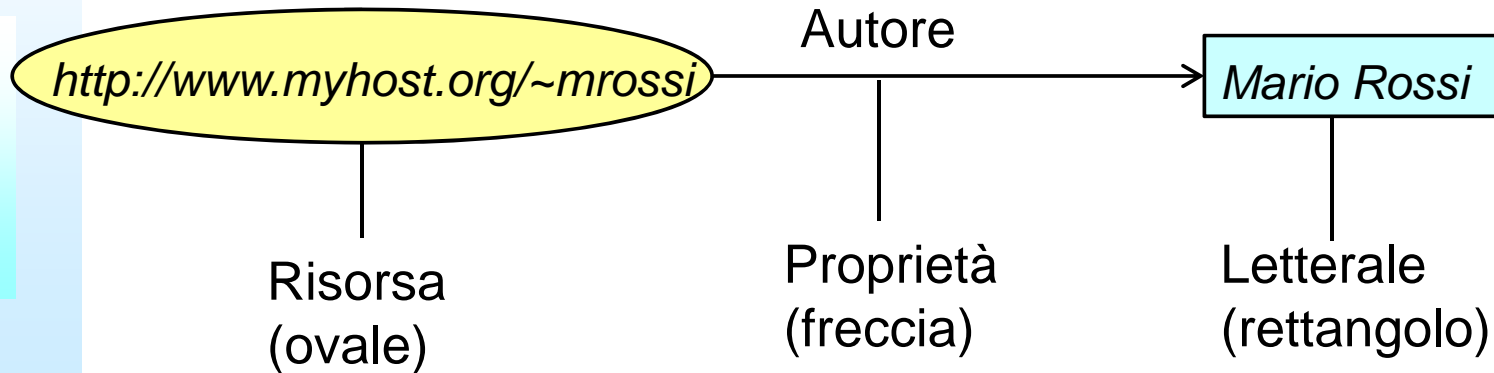 Autore
http://www.myhost.org/~mrossi
Mario Rossi
Risorsa
(ovale)
Proprietà
(freccia)
Letterale
(rettangolo)